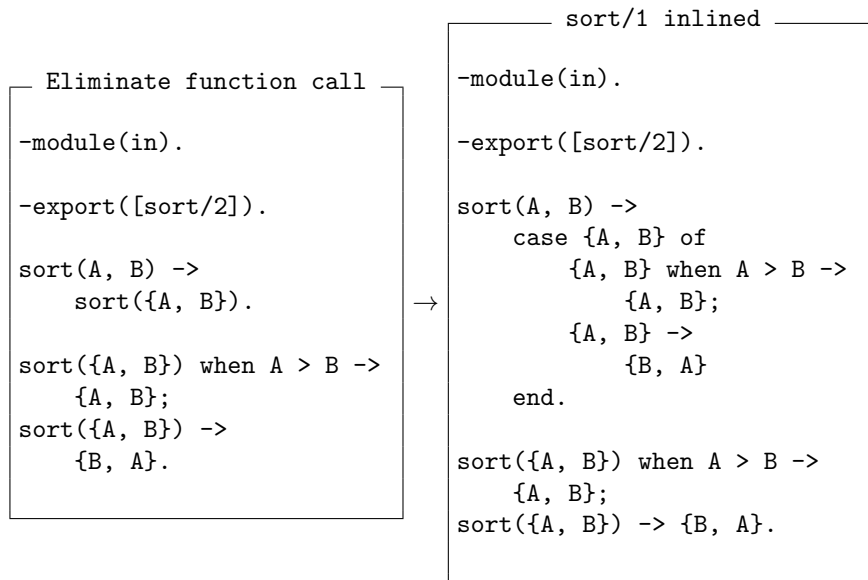 Eliminate function call
-module(in).
-export([sort/2]).
sort(A, B) ->
    sort({A, B}).
sort({A, B}) when A > B ->
    {A, B};
sort({A, B}) ->
    {B, A}.
→
sort/1 inlined
-module(in).
-export([sort/2]).
sort(A, B) ->
    case {A, B} of
        {A, B} when A > B ->
            {A, B};
        {A, B} ->
            {B, A}
    end.
sort({A, B}) when A > B ->
    {A, B};
sort({A, B}) -> {B, A}.